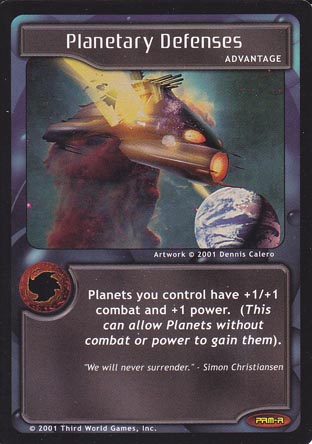 Planetary Defenses
ADVANTAGE
Artwork © 2001 Dennis Calero
Planets you control have +1/+1
combat and +1 power.  (This
can allow Planets without
combat or power to gain them).
"We will never surrender." - Simon Christiansen
© 2001 Third World Games, Inc.
PRM-R